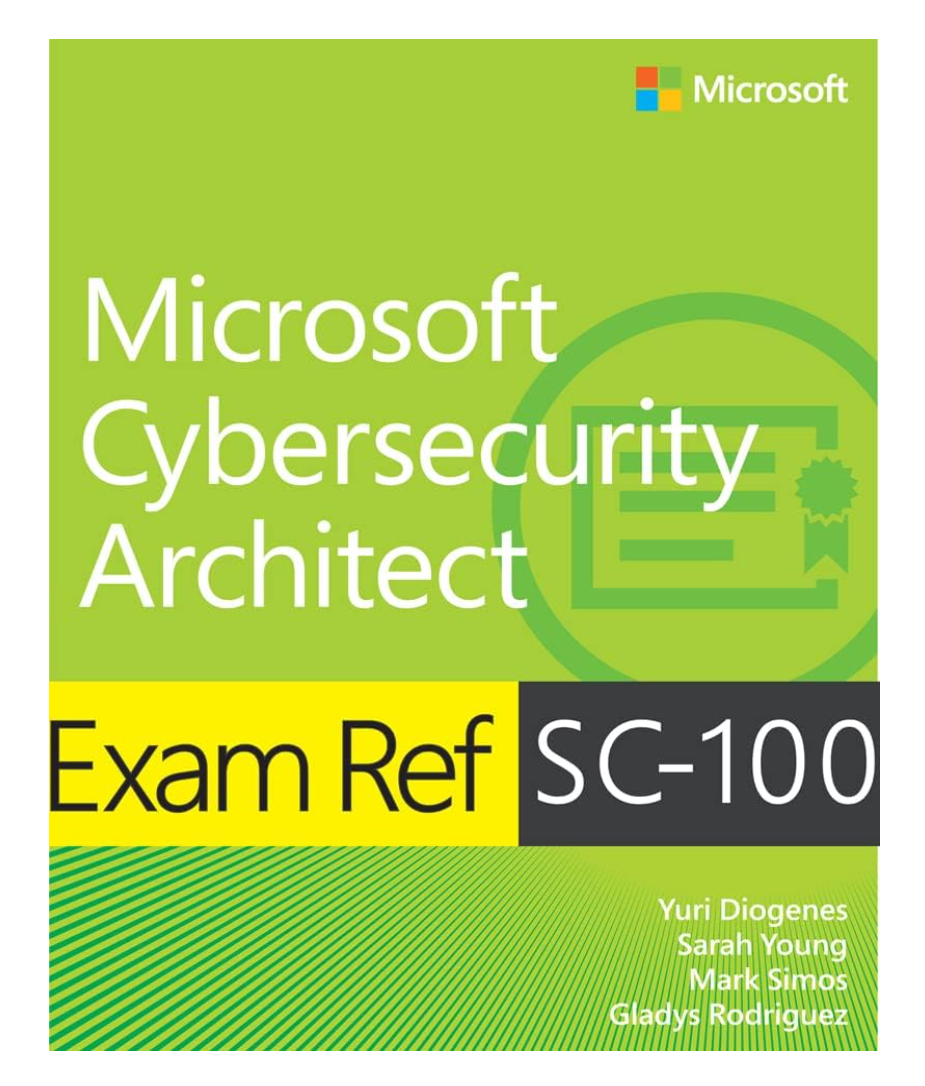 Microsoft
Microsoft
Cybersecurity
Architect
Exam Ref SC-100
Yuri Diogenes
Sarah Young
Mark Simos
Gladys Rodriguez